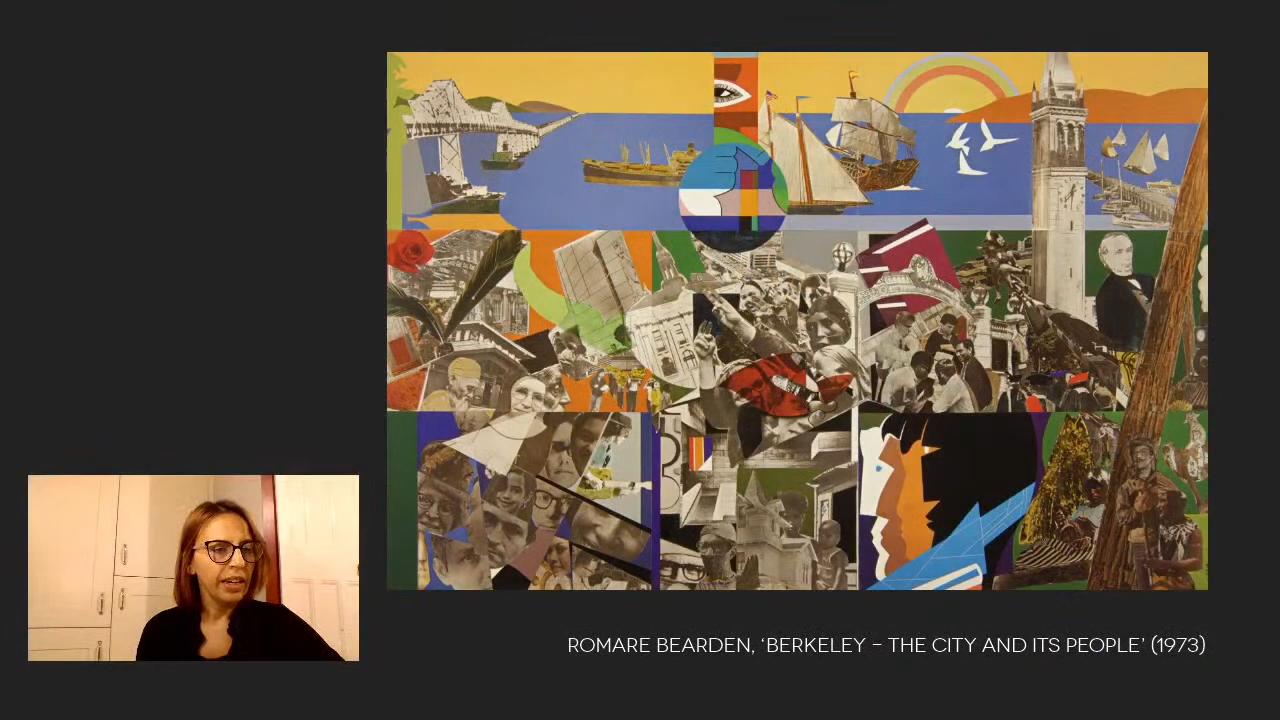 ROMARE BEARDEN, ‘BERKELEY – THE CITY AND ITS PEOPLE’ (1973)